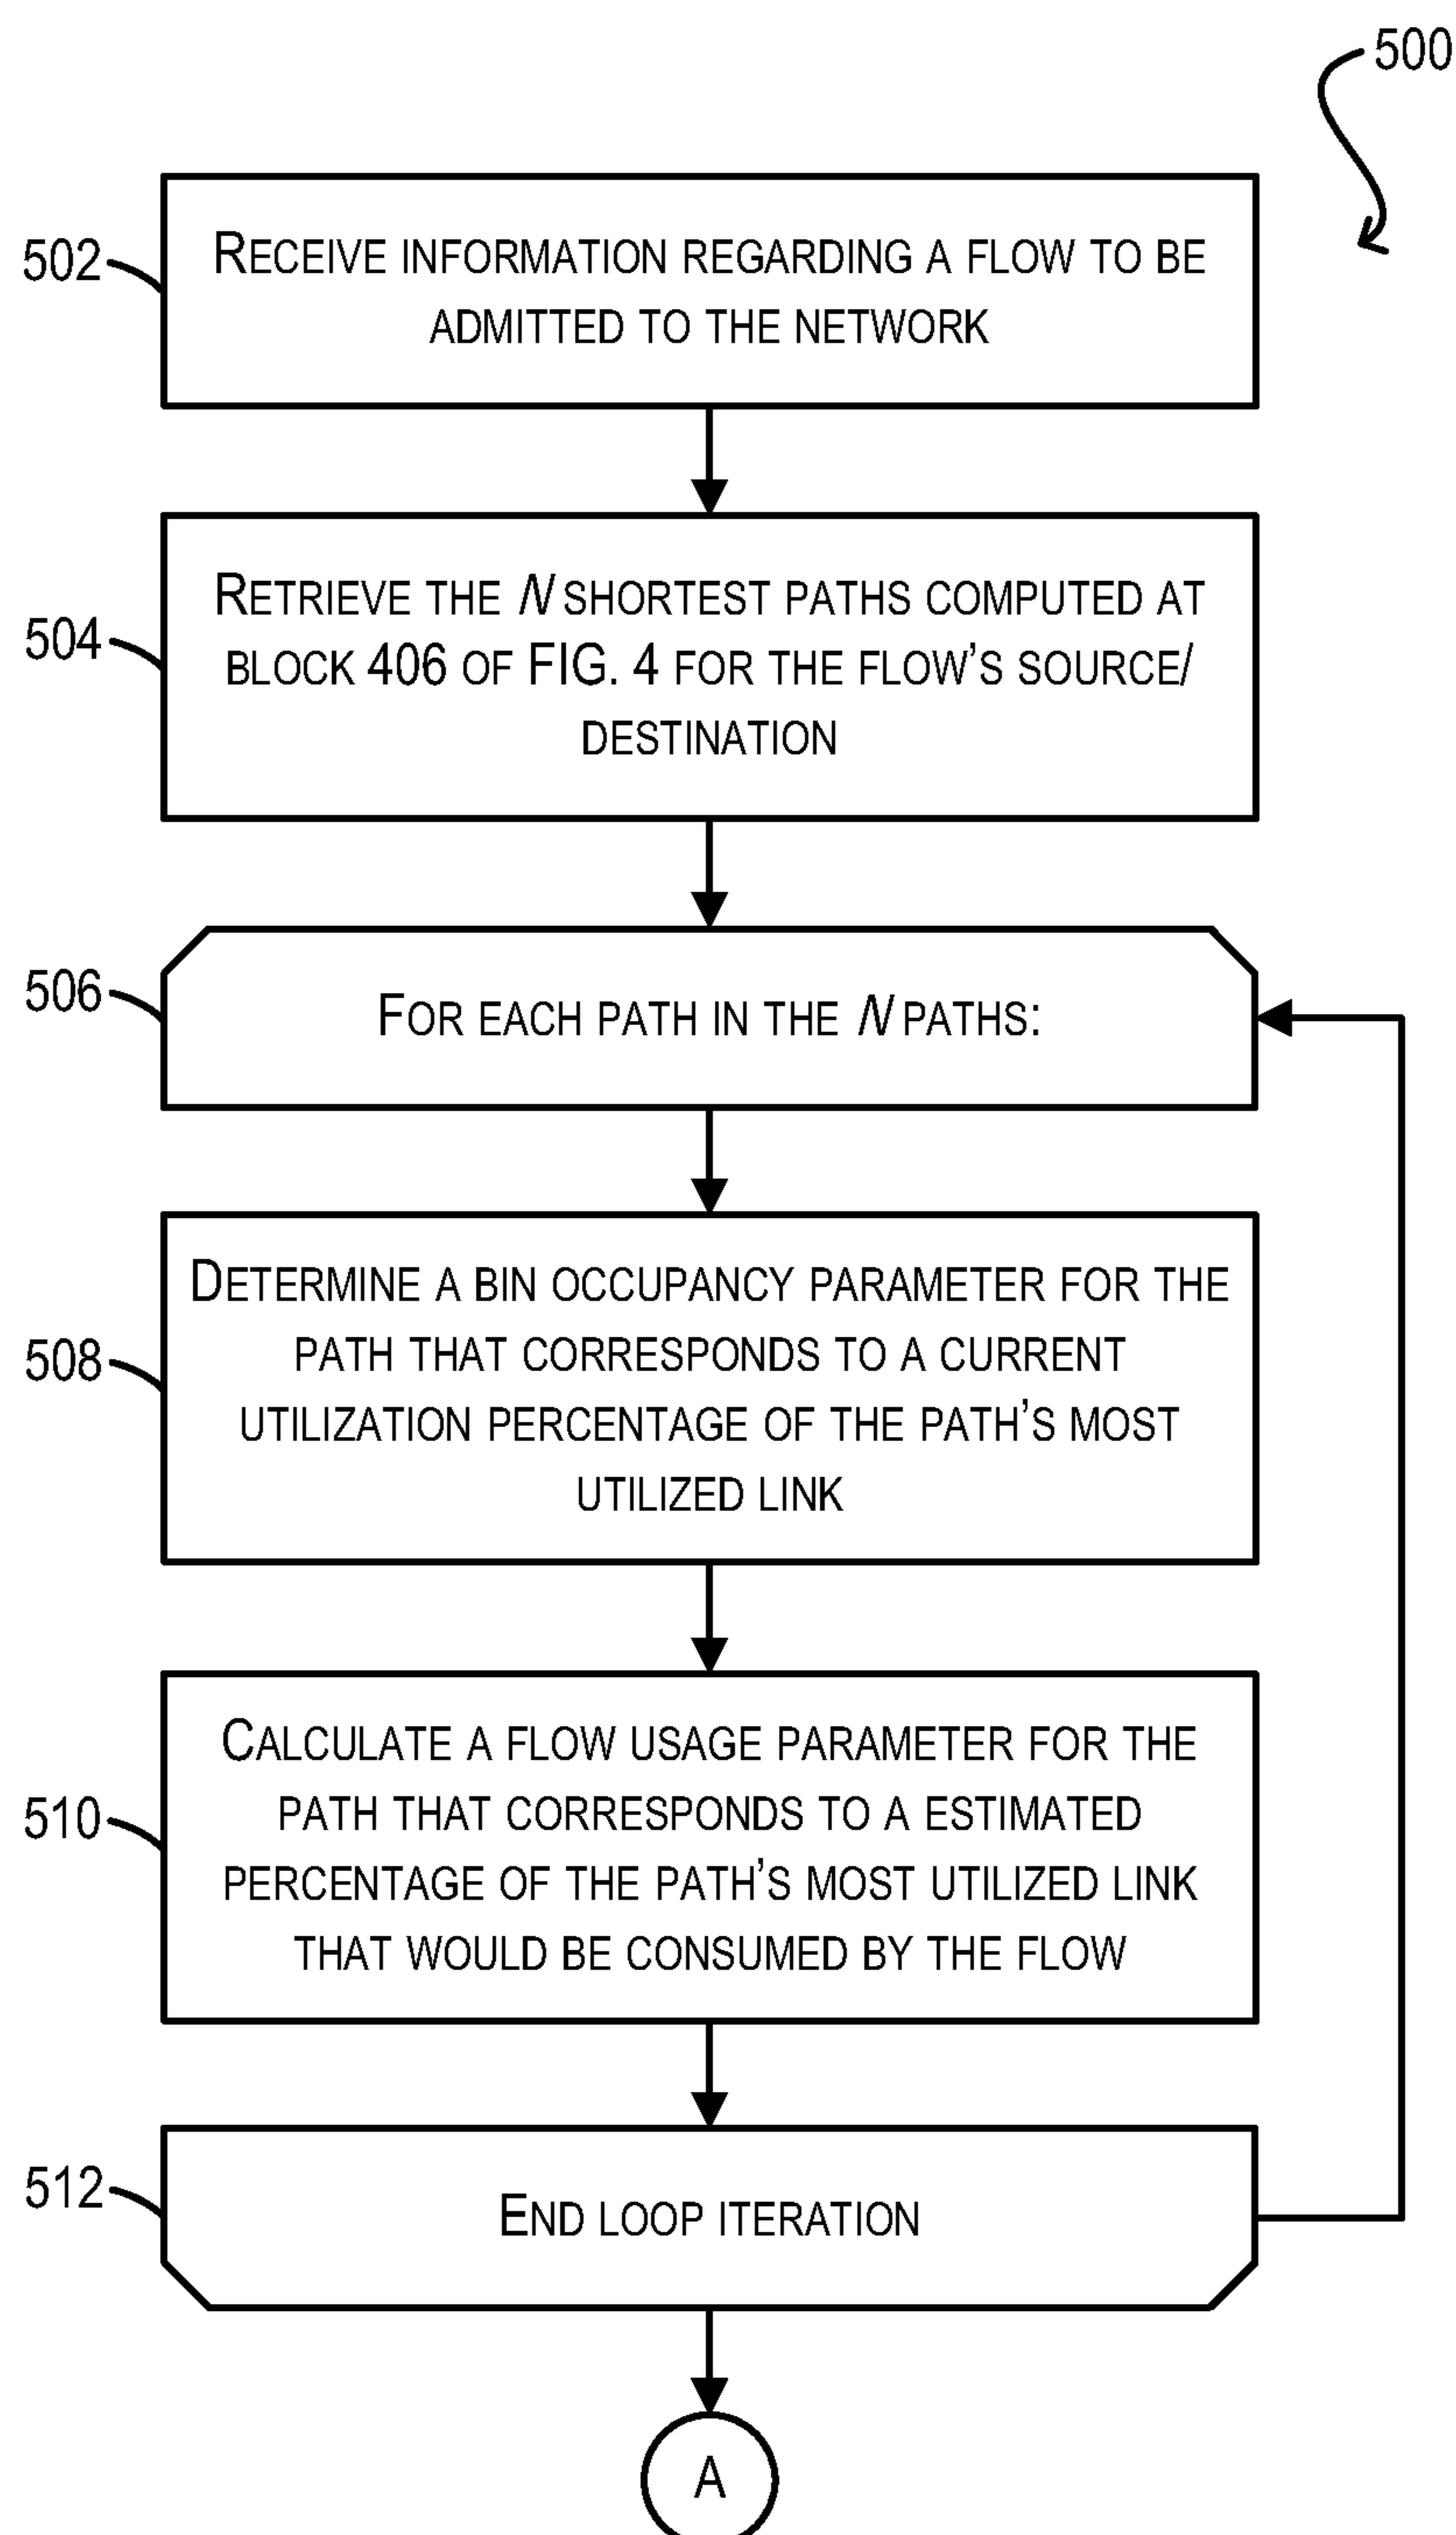 500
502
RECEIVE INFORMATION REGARDING A FLOW TO BE
ADMITTED TO THE NETWORK
504
RETRIEVE THE N SHORTEST PATHS COMPUTED AT
BLOCK 406 OF FIG. 4 FOR THE FLOW'S SOURCE/
DESTINATION
506
FOR EACH PATH IN THE N PATHS:
508
DETERMINE A BIN OCCUPANCY PARAMETER FOR THE
PATH THAT CORRESPONDS TO A CURRENT
UTILIZATION PERCENTAGE OF THE PATH'S MOST
UTILIZED LINK
510
CALCULATE A FLOW USAGE PARAMETER FOR THE
PATH THAT CORRESPONDS TO A ESTIMATED
PERCENTAGE OF THE PATH'S MOST UTILIZED LINK
THAT WOULD BE CONSUMED BY THE FLOW
512
END LOOP ITERATION
A